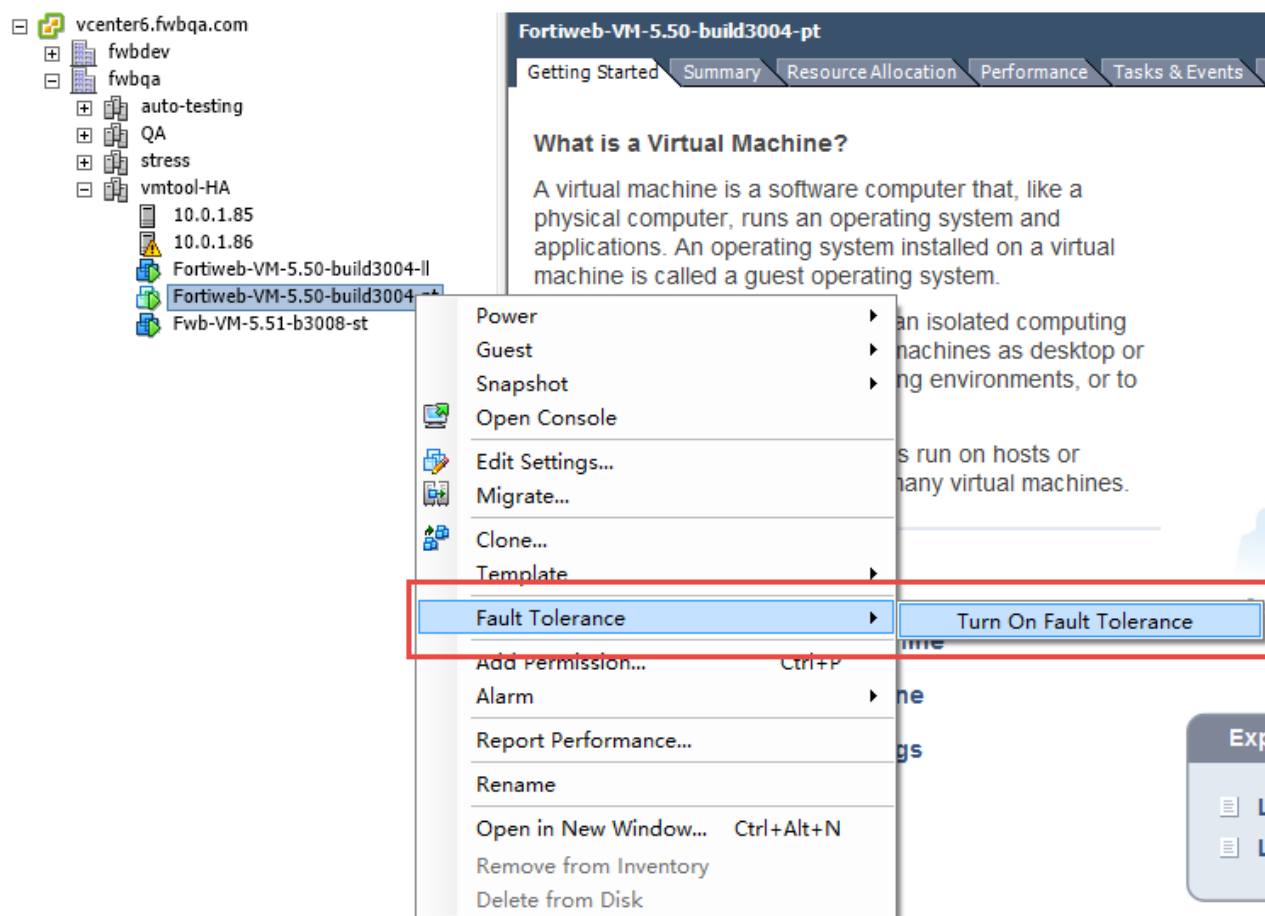 vcenter6.fwbqa.com
fwbdev
fwbqa
auto-testing
QA
stress
vmtool-HA
10.0.1.85
10.0.1.86
Fortiweb-VM-5.50-build3004-ll
Fortiweb-VM-5.50-build3004-pt
Fwb-VM-5.51-b3008-st
Fortiweb-VM-5.50-build3004-pt
Getting Started Summary Resource Allocation Performance Tasks & Events
What is a Virtual Machine?
A virtual machine is a software computer that, like a
physical computer, runs an operating system and
applications. An operating system installed on a virtual
machine is called a guest operating system.
an isolated computing
machines as desktop or
environments, or to
run on hosts or
many virtual machines.
Power
Guest
Snapshot
Open Console
Edit Settings...
Migrate...
Clone...
Template
Fault Tolerance
Turn On Fault Tolerance
Add Permission... Ctrl+P
Alarm
Report Performance...
Rename
Open in New Window... Ctrl+Alt+N
Remove from Inventory
Delete from Disk